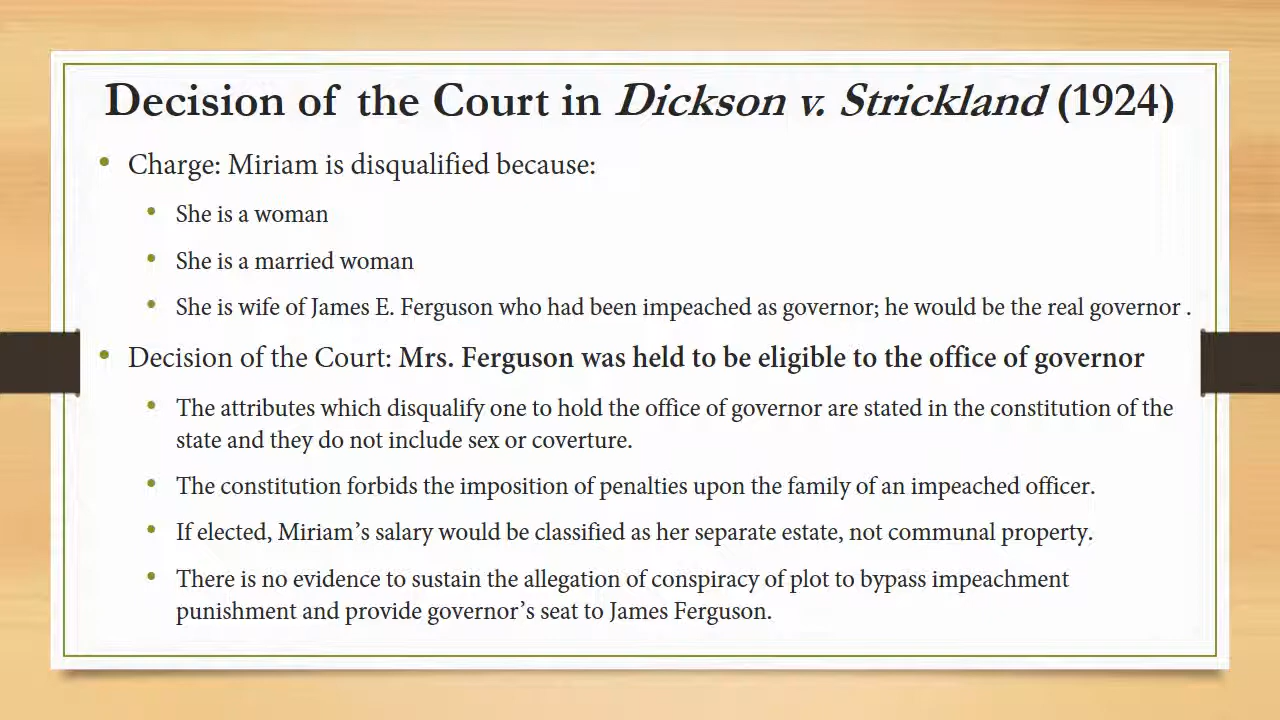 Decision of the Court in Dickson v. Strickland (1924)
Charge: Miriam is disqualified because:
She is a woman
She is a married woman
She is wife of James E. Ferguson who had been impeached as governor; he would be the real governor .
Decision of the Court: Mrs. Ferguson was held to be eligible to the office of governor
The attributes which disqualify one to hold the office of governor are stated in the constitution of the
state and they do not include sex or coverture.
The constitution forbids the imposition of penalties upon the family of an impeached officer.
If elected, Miriam’s salary would be classified as her separate estate, not communal property.
There is no evidence to sustain the allegation of conspiracy of plot to bypass impeachment
punishment and provide governor’s seat to James Ferguson.